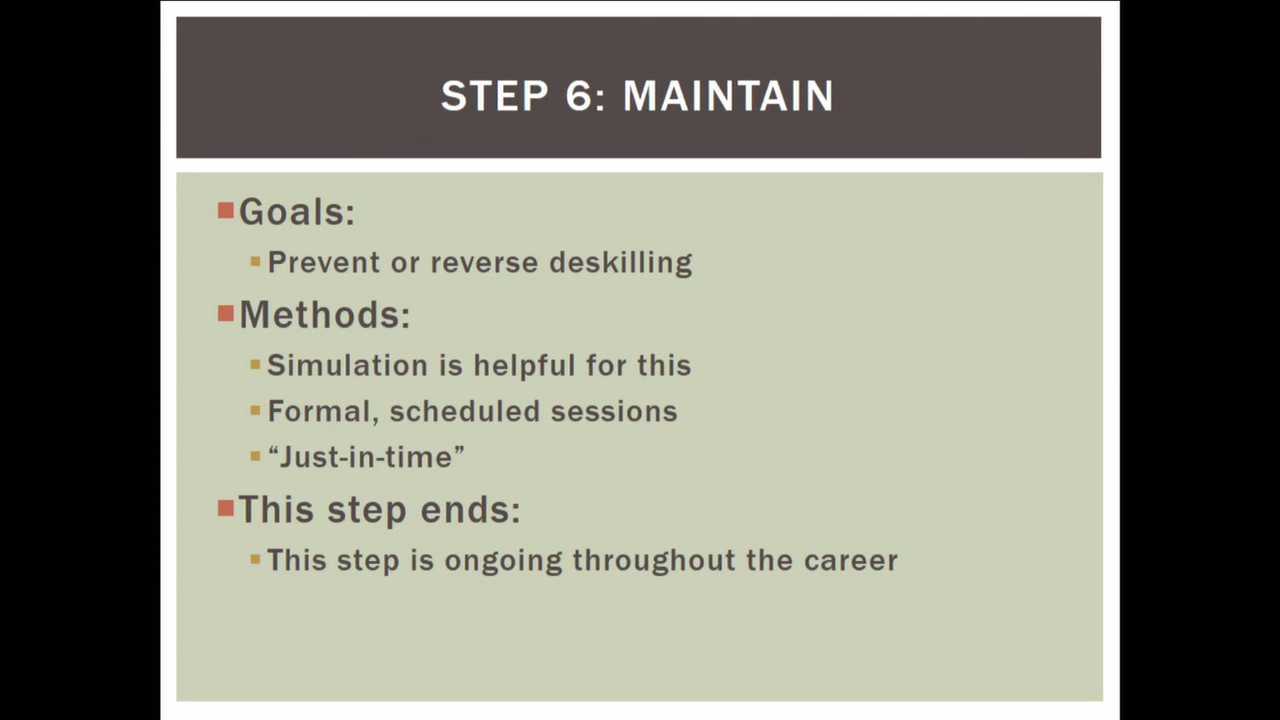 STEP 6: MAINTAIN
Goals:
Prevent or reverse deskilling
Methods:
Simulation is helpful for this
Formal, scheduled sessions
“Just-in-time”
This step ends:
This step is ongoing throughout the career